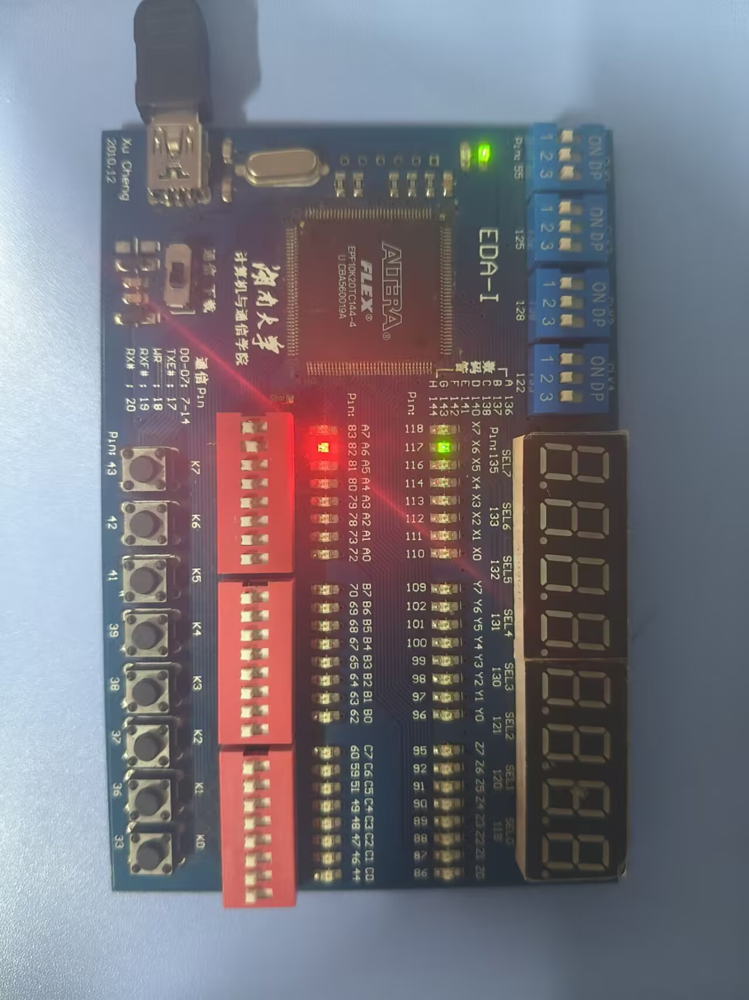 Xu Cheng
2010.12
通信 下载
湖南大学
计算机与通信学院
ALTERA®
FLEX®
EPF10K20TC144-4
U CBA560019A
EDA-I
Pin: 55
125
128
122
ON DP
1 2 3
ON DP
1 2 3
ON DP
1 2 3
ON DP
1 2 3
通信Pin
D0-D7: 7-14
TXE# : 17
WR : 18
RXF# : 19
RX# : 20
数码管
A 136
B 137
C 138
D 140
E 141
F 142
G 143
H 144
SEL7 SEL6 SEL5 SEL4 SEL3 SEL2 SEL1 SEL0
Pin: 135 133 132 131 130 121 120 119
X7 X6 X5 X4 X3 X2 X1 X0
Y7 Y6 Y5 Y4 Y3 Y2 Y1 Y0
Z7 Z6 Z5 Z4 Z3 Z2 Z1 Z0
Pin: 118 117 116 114 113 112 111 110
109 102 101 100 99 98 97 96
95 92 91 90 89 88 87 86
A7 A6 A5 A4 A3 A2 A1 A0
B7 B6 B5 B4 B3 B2 B1 B0
C7 C6 C5 C4 C3 C2 C1 C0
Pin: 83 82 81 80 79 78 73 72
70 69 68 67 65 64 63 62
60 59 51 49 48 47 46 44
K7 K6 K5 K4 K3 K2 K1 K0
Pin: 43 42 41 39 38 37 36 33